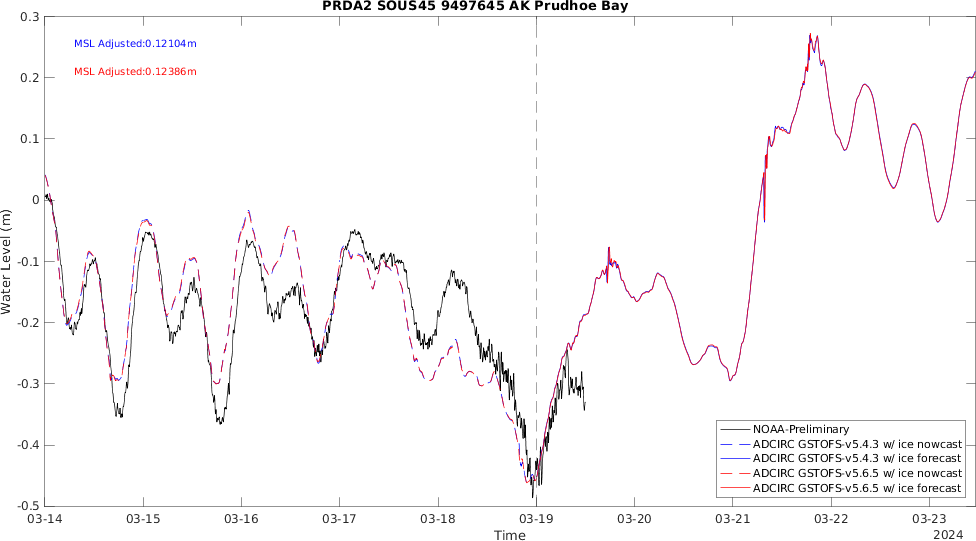 PRDA2 SOUS45 9497645 AK Prudhoe Bay
MSL Adjusted:0.12104m
MSL Adjusted:0.12386m
Water Level (m)
0.3
0.2
0.1
0
-0.1
-0.2
-0.3
-0.4
-0.5
NOAA-Preliminary
ADCIRC GSTOFS-v5.4.3 w/ ice nowcast
ADCIRC GSTOFS-v5.4.3 w/ ice forecast
ADCIRC GSTOFS-v5.6.5 w/ ice nowcast
ADCIRC GSTOFS-v5.6.5 w/ ice forecast
03-14 03-15 03-16 03-17 03-18 03-19 03-20 03-21 03-22 03-23
Time
2024